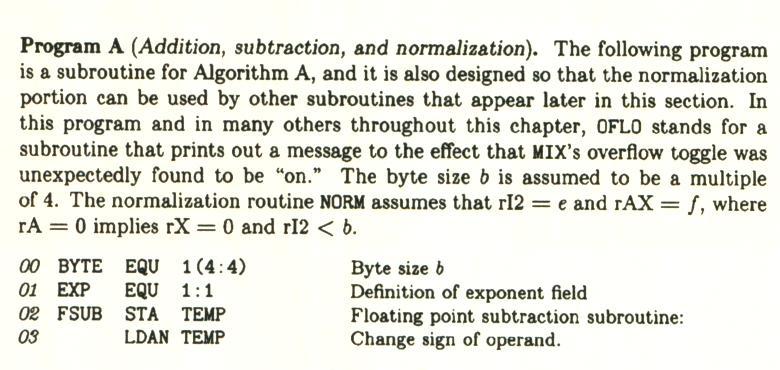 Program A (Addition, subtraction, and normalization). The following program
is a subroutine for Algorithm A, and it is also designed so that the normalization
portion can be used by other subroutines that appear later in this section. In
this program and in many others throughout this chapter, OFLO stands for a
subroutine that prints out a message to the effect that MIX's overflow toggle was
unexpectedly found to be “on.” The byte size b is assumed to be a multiple
of 4. The normalization routine NORM assumes that rI2 = e and rAX = f, where
rA = 0 implies rX = 0 and rI2 < b.
00 BYTE EQU 1(4:4) Byte size b
01 EXP EQU 1:1 Definition of exponent field
02 FSUB STA TEMP Floating point subtraction subroutine:
03 LDAN TEMP Change sign of operand.